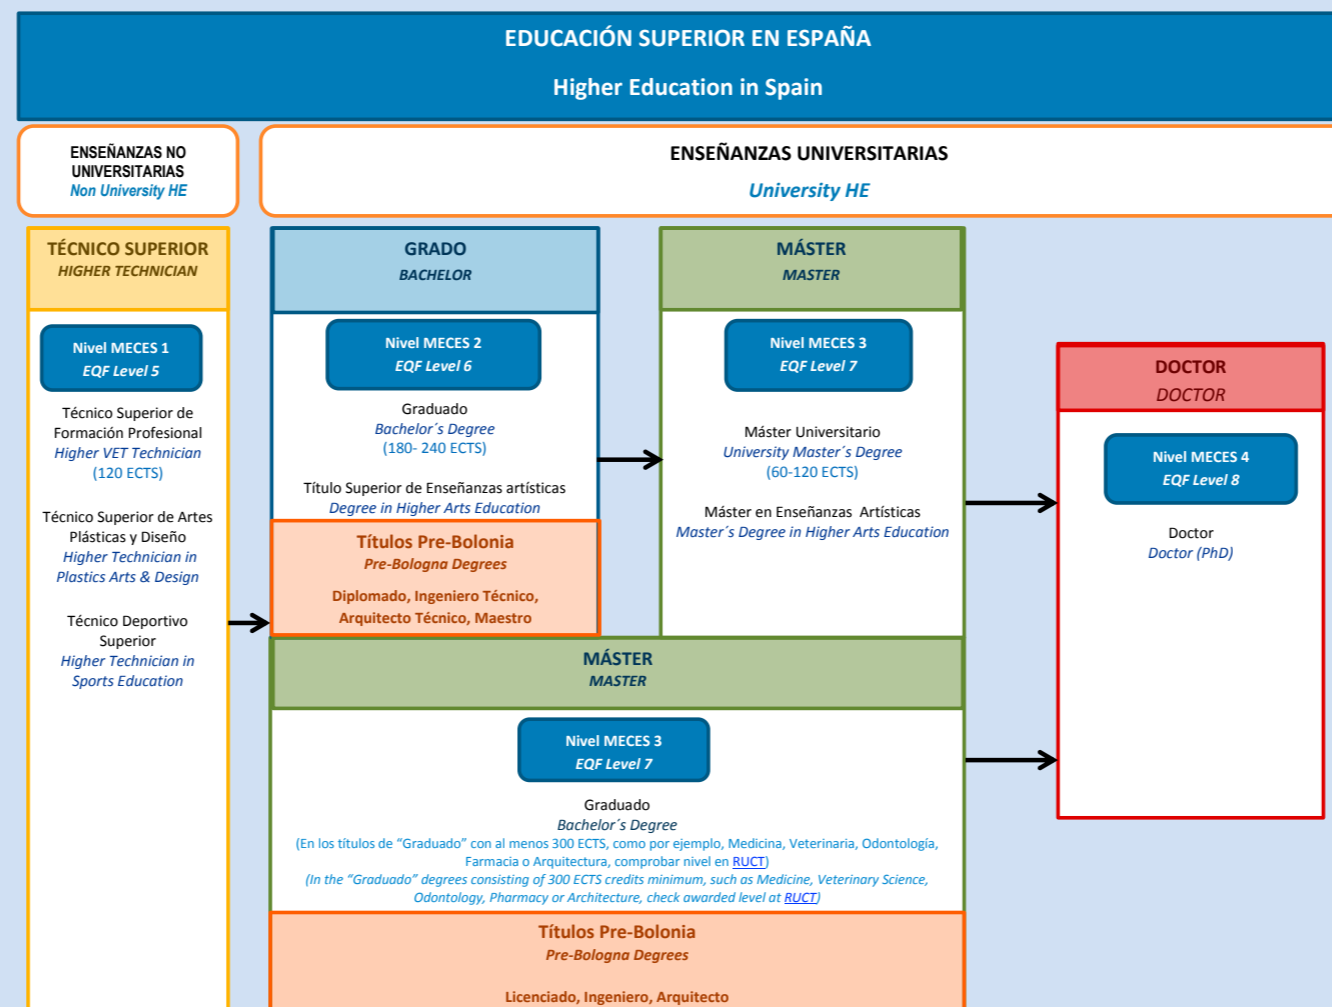 EDUCACIÓN SUPERIOR EN ESPAÑA
Higher Education in Spain
ENSEÑANZAS NO
UNIVERSITARIAS
Non University HE
ENSEÑANZAS UNIVERSITARIAS
University HE
TÉCNICO SUPERIOR
HIGHER TECHNICIAN
Nivel MECES 1
EQF Level 5
Técnico Superior de
Formación Profesional
Higher VET Technician
(120 ECTS)
Técnico Superior de Artes
Plásticas y Diseño
Higher Technician in
Plastics Arts & Design
Técnico Deportivo
Superior
Higher Technician in
Sports Education
GRADO
BACHELOR
Nivel MECES 2
EQF Level 6
Graduado
Bachelor´s Degree
(180- 240 ECTS)
Título Superior de Enseñanzas artísticas
Degree in Higher Arts Education
Títulos Pre-Bolonia
Pre-Bologna Degrees
Diplomado, Ingeniero Técnico,
Arquitecto Técnico, Maestro
MÁSTER
MASTER
Nivel MECES 3
EQF Level 7
Máster Universitario
University Master´s Degree
(60-120 ECTS)
Máster en Enseñanzas Artísticas
Master´s Degree in Higher Arts Education
MÁSTER
MASTER
Nivel MECES 3
EQF Level 7
Graduado
Bachelor´s Degree
(En los títulos de “Graduado” con al menos 300 ECTS, como por ejemplo, Medicina, Veterinaria, Odontología,
Farmacia o Arquitectura, comprobar nivel en RUCT)
(In the “Graduado” degrees consisting of 300 ECTS credits minimum, such as Medicine, Veterinary Science,
Odontology, Pharmacy or Architecture, check awarded level at RUCT)
Títulos Pre-Bolonia
Pre-Bologna Degrees
Licenciado, Ingeniero, Arquitecto
DOCTOR
DOCTOR
Nivel MECES 4
EQF Level 8
Doctor
Doctor (PhD)